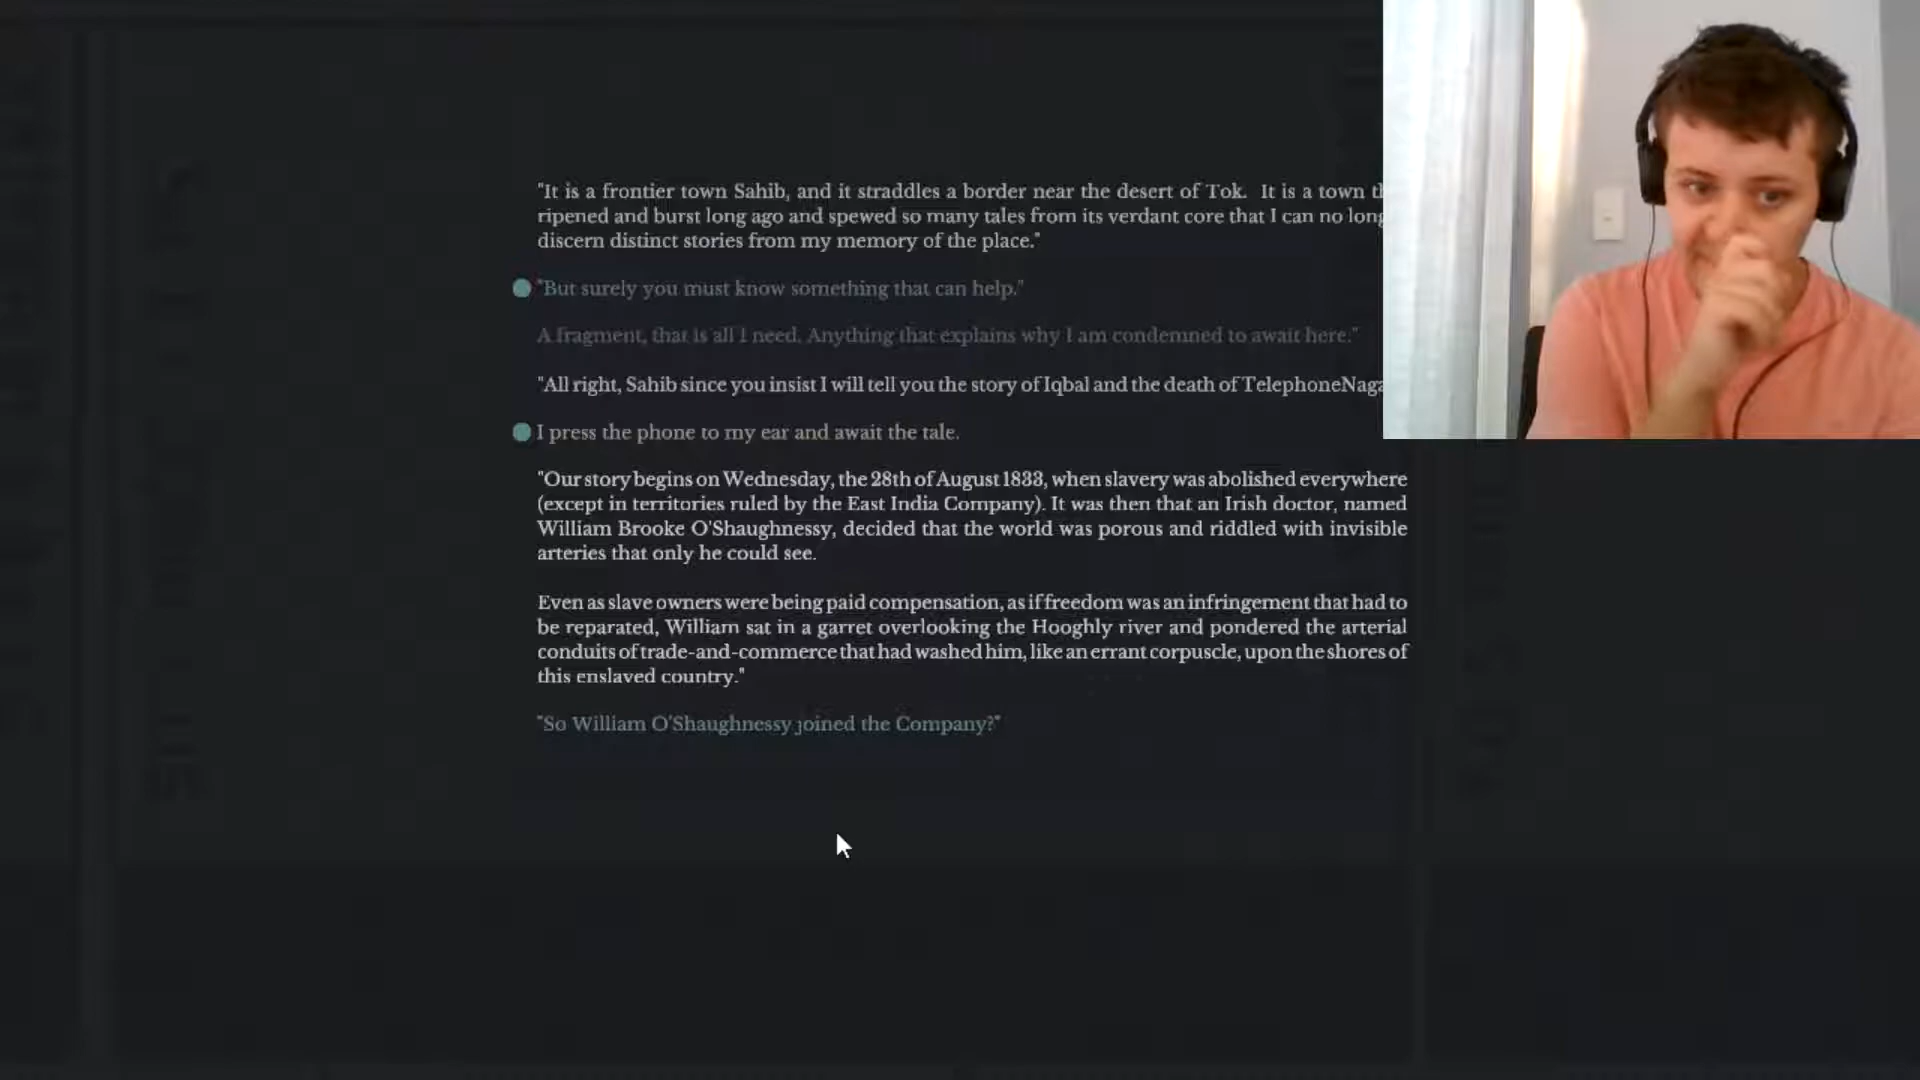 "It is a frontier town Sahib, and it straddles a border near the desert of Tok. It is a town
ripened and burst long ago and spewed so many tales from its verdant core that I can no
discern distinct stories from my memory of the place."
"But surely you must know something that can help."
A fragment, that is all I need. Anything that explains why I am condemned to await here."
"All right, Sahib since you insist I will tell you the story of Iqbal and the death of
I press the phone to my ear and await the tale.
"Our story begins on Wednesday, the 28th of August 1833, when slavery was abolished everywhere
(except in territories ruled by the East India Company). It was then that an Irish doctor, named
William Brooke O'Shaughnessy, decided that the world was porous and riddled with invisible
arteries that only he could see.
Even as slave owners were being paid compensation, as if freedom was an infringement that had to
be reparated, William sat in a garret overlooking the Hooghly river and pondered the arterial
conduits of trade-and-commerce that had washed him, like an errant corpuscle, upon the shores of
this enslaved country."
"So William O'Shaughnessy joined the Company?"